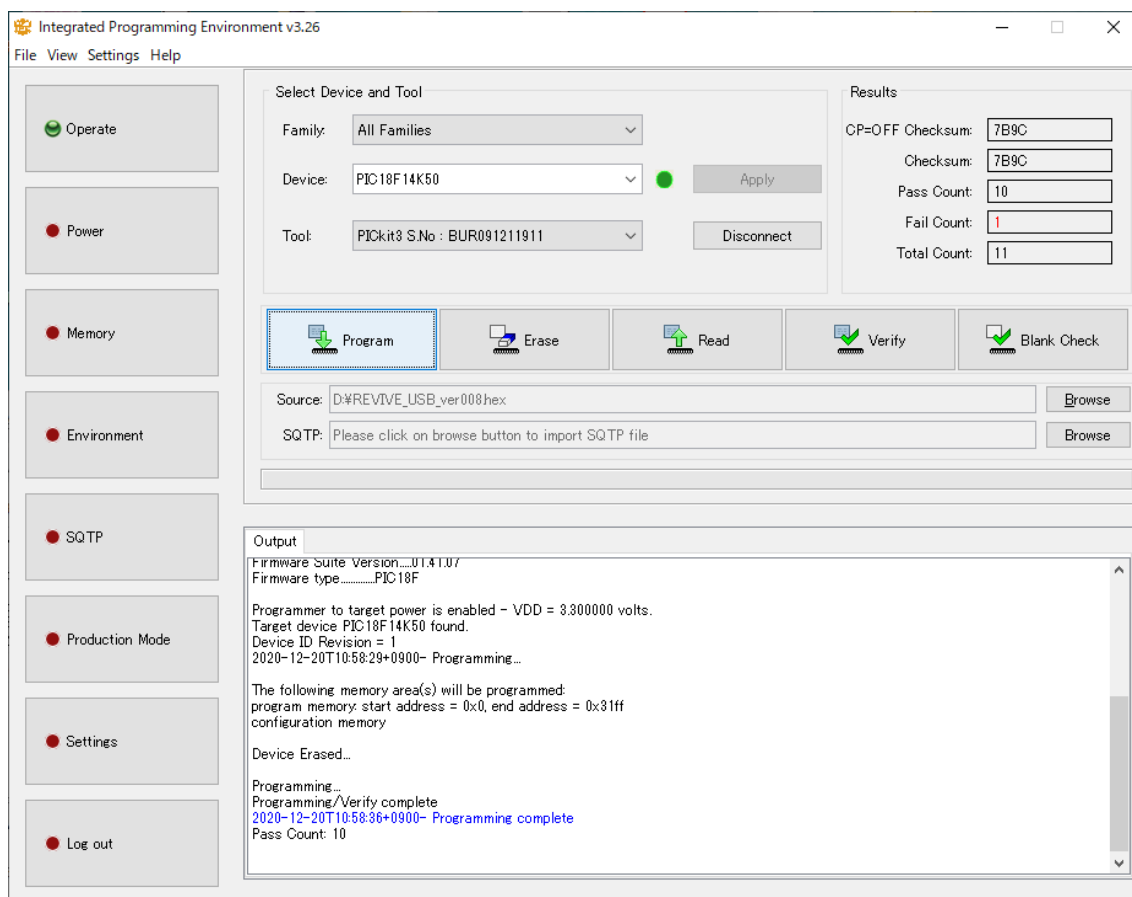 Integrated Programming Environment v3.26
File View Settings Help
Operate
Power
Memory
Environment
SQTP
Production Mode
Settings
Log out
Select Device and Tool
Family: All Families
Device: PIC18F14K50 Apply
Tool: PICkit3 S.No : BUR091211911 Disconnect
Results
CP=OFF Checksum: 7B9C
Checksum: 7B9C
Pass Count: 10
Fail Count: 1
Total Count: 11
Program Erase Read Verify Blank Check
Source: D:¥REVIVE_USB_ver008.hex Browse
SQTP: Please click on browse button to import SQTP file Browse
Output
Firmware Suite Version.....01.41.07
Firmware type..............PIC18F
Programmer to target power is enabled - VDD = 3.300000 volts.
Target device PIC18F14K50 found.
Device ID Revision = 1
2020-12-20T10:58:29+0900- Programming...
The following memory area(s) will be programmed:
program memory: start address = 0x0, end address = 0x31ff
configuration memory
Device Erased...
Programming...
Programming/Verify complete
2020-12-20T10:58:36+0900- Programming complete
Pass Count: 10